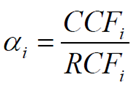 α_i = CCF_i / RCF_i